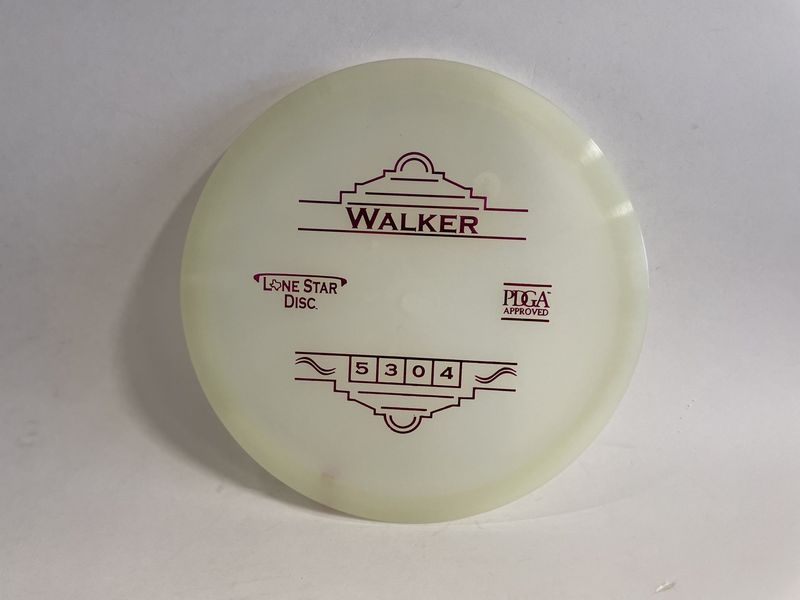 WALKER
LONE STAR
DISC
PDGA
APPROVED
5 3 0 4